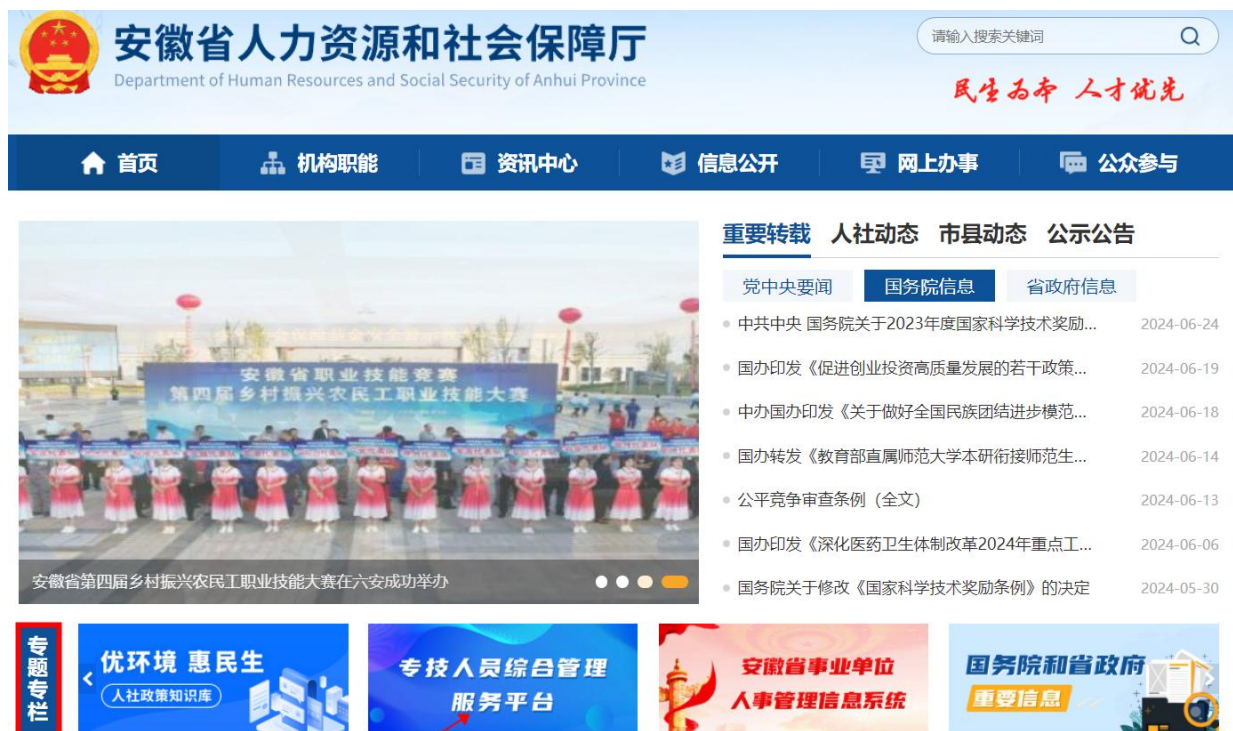 安徽省人力资源和社会保障厅
Department of Human Resources and Social Security of Anhui Province
请输入搜索关键词
民生为本 人才优先
首页 机构职能 资讯中心 信息公开 网上办事 公众参与
安徽省职业技能竞赛
第四届乡村振兴农民工职业技能大赛
安徽省第四届乡村振兴农民工职业技能大赛在六安成功举办
重要转载 人社动态 市县动态 公示公告
党中央要闻 国务院信息 省政府信息
中共中央 国务院关于2023年度国家科学技术奖励... 2024-06-24
国办印发《促进创业投资高质量发展的若干政策... 2024-06-19
中办国办印发《关于做好全国民族团结进步模范... 2024-06-18
国办转发《教育部直属师范大学本研衔接师范生... 2024-06-14
公平竞争审查条例（全文） 2024-06-13
国办印发《深化医药卫生体制改革2024年重点工... 2024-06-06
国务院关于修改《国家科学技术奖励条例》的决定 2024-05-30
专题专栏
优环境 惠民生
人社政策知识库
专技人员综合管理
服务平台
安徽省事业单位
人事管理信息系统
国务院和省政府
重要信息